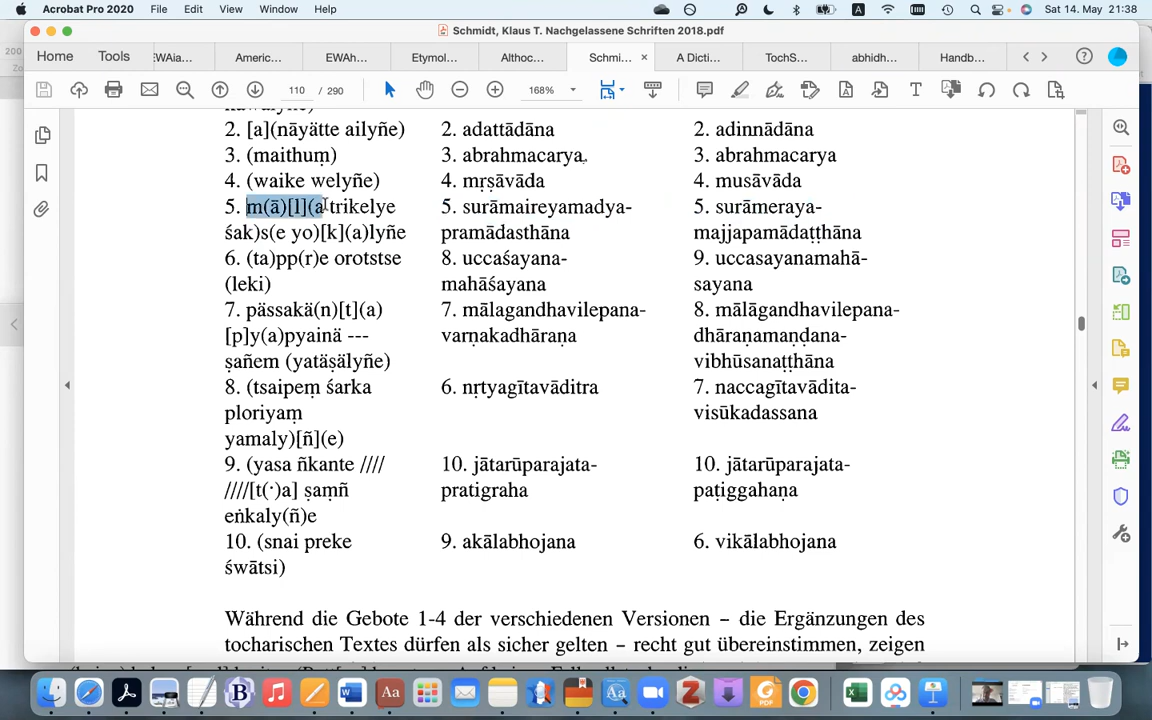 Acrobat Pro 2020 File Edit View Window Help Sat 14. May 21:38
Schmidt, Klaus T. Nachgelassene Schriften 2018.pdf
Home Tools EWAia... Americ... EWAh... Etymol... Althoc... Schmi... × A Dicti... TochS... abhidh... Handb...
110 / 290 168%
2. [a](nāyätte ailyñe) 2. adattādāna 2. adinnādāna
3. (maithuṃ) 3. abrahmacarya 3. abrahmacarya
4. (waike welyñe) 4. mṛṣāvāda 4. musāvāda
5. m(ā)[l](a trikelye 5. surāmaireyamadya- 5. surāmeraya-
śak)s(e yo)[k](a)lyñe pramādasthāna majjapamādaṭṭhāna
6. (ta)pp(r)e orotstse 8. uccaśayana- 9. uccasayanamahā-
(leki) mahāśayana sayana
7. pässakä(n)[t](a) 7. mālagandhavilepana- 8. mālāgandhavilepana-
[p]y(a)pyainä --- varṇakadhāraṇa dhāraṇamaṇḍana-
ṣañem (yatäṣälyñe) vibhūsanaṭṭhāna
8. (tsaipeṃ śarka 6. nṛtyagītavāditra 7. naccagītavādita-
ploriyaṃ visūkadassana
yamaly)[ñ](e)
9. (yasa ñkante //// 10. jātarūparajata- 10. jātarūparajata-
////[t(·)a] ṣaṃñ pratigraha paṭiggahaṇa
eṅkaly(ñ)e
10. (snai preke 9. akālabhojana 6. vikālabhojana
śwātsi)
Während die Gebote 1-4 der verschiedenen Versionen – die Ergänzungen des
tocharischen Textes dürfen als sicher gelten – recht gut übereinstimmen, zeigen